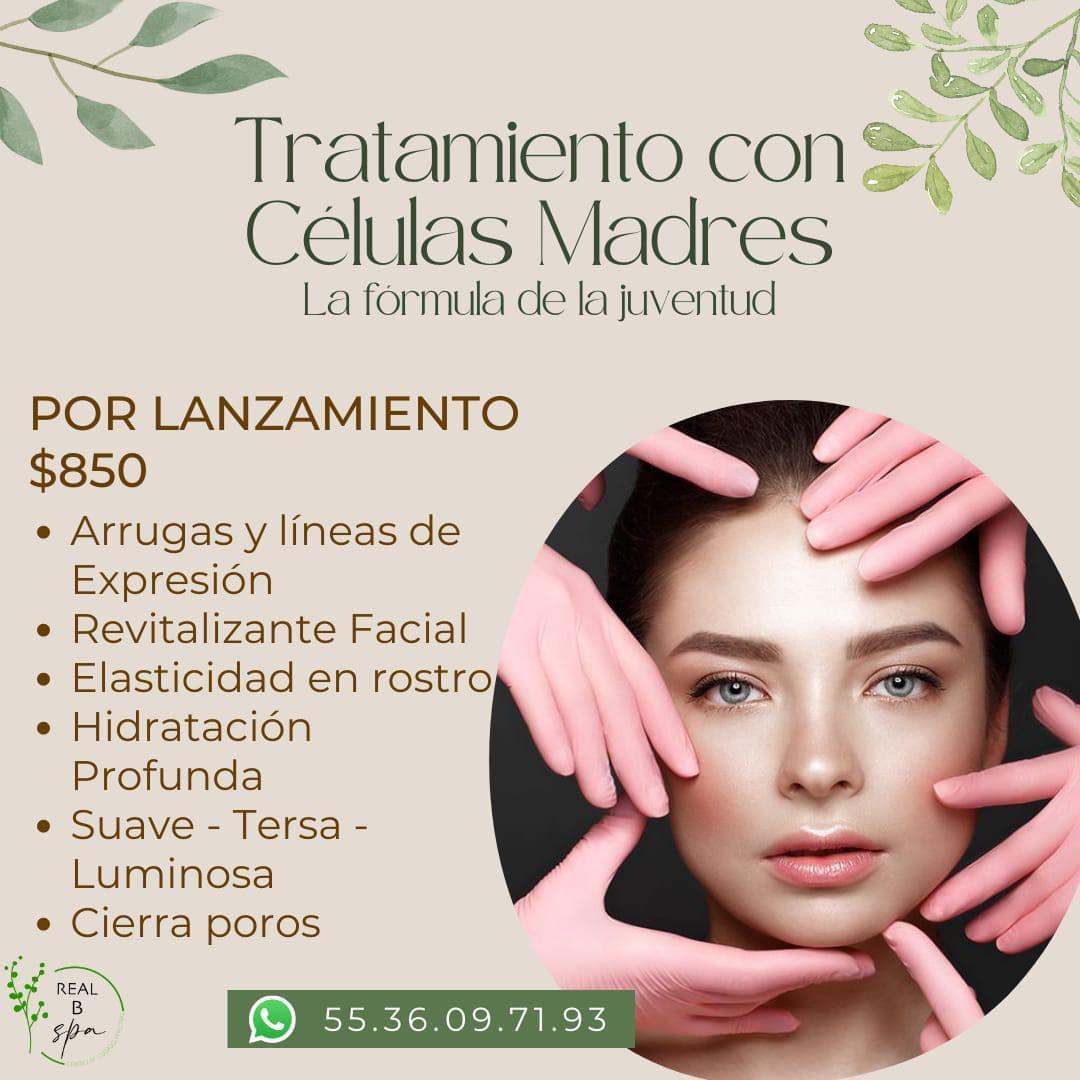 Tratamiento con
Células Madres
La fórmula de la juventud
POR LANZAMIENTO
$850
• Arrugas y líneas de
Expresión
• Revitalizante Facial
• Elasticidad en rostro
• Hidratación
Profunda
• Suave - Tersa -
Luminosa
• Cierra poros
REAL
B
spa
55.36.09.71.93